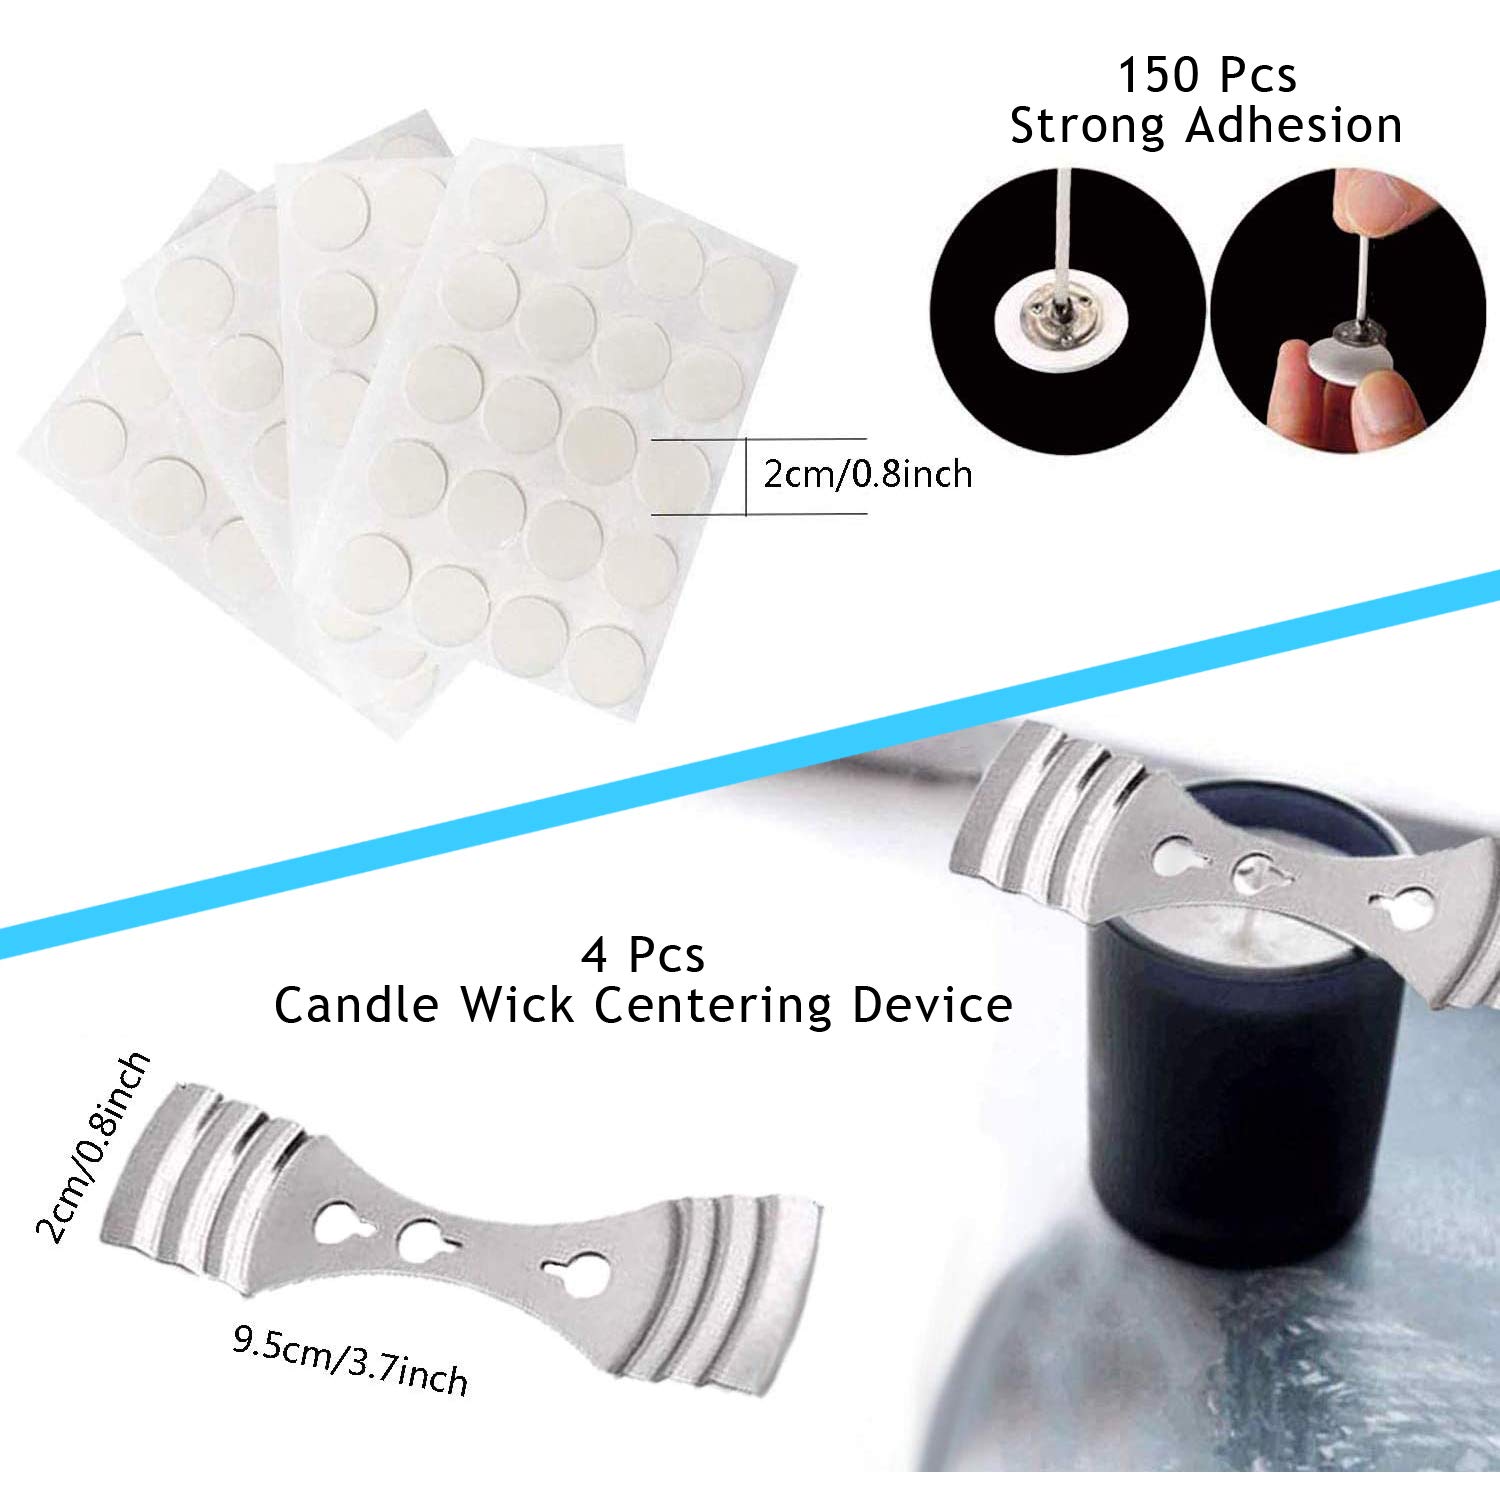 150 Pcs
Strong Adhesion
2cm/0.8inch
4 Pcs
Candle Wick Centering Device
2cm/0.8inch
9.5cm/3.7inch